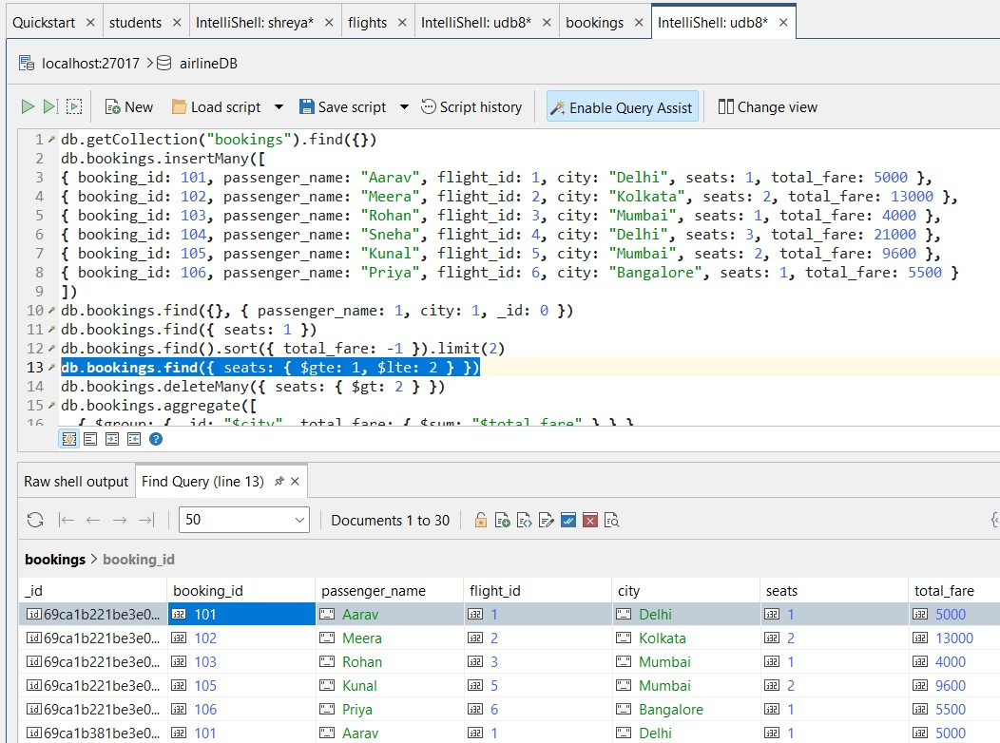 Quickstart × students × IntelliShell: shreya* × flights × IntelliShell: udb8* × bookings × IntelliShell: udb8* ×
localhost:27017 > airlineDB
New Load script Save script Script history Enable Query Assist Change view
1 db.getCollection("bookings").find({})
2 db.bookings.insertMany([
3 { booking_id: 101, passenger_name: "Aarav", flight_id: 1, city: "Delhi", seats: 1, total_fare: 5000 },
4 { booking_id: 102, passenger_name: "Meera", flight_id: 2, city: "Kolkata", seats: 2, total_fare: 13000 },
5 { booking_id: 103, passenger_name: "Rohan", flight_id: 3, city: "Mumbai", seats: 1, total_fare: 4000 },
6 { booking_id: 104, passenger_name: "Sneha", flight_id: 4, city: "Delhi", seats: 3, total_fare: 21000 },
7 { booking_id: 105, passenger_name: "Kunal", flight_id: 5, city: "Mumbai", seats: 2, total_fare: 9600 },
8 { booking_id: 106, passenger_name: "Priya", flight_id: 6, city: "Bangalore", seats: 1, total_fare: 5500 }
9 ])
10 db.bookings.find({}, { passenger_name: 1, city: 1, _id: 0 })
11 db.bookings.find({ seats: 1 })
12 db.bookings.find().sort({ total_fare: -1 }).limit(2)
13 db.bookings.find({ seats: { $gte: 1, $lte: 2 } })
14 db.bookings.deleteMany({ seats: { $gt: 2 } })
15 db.bookings.aggregate([
16 { $group: { _id: "$city", total_fare: { $sum: "$total_fare" } } }
Raw shell output Find Query (line 13) ×
50 Documents 1 to 30
bookings > booking_id
_id booking_id passenger_name flight_id city seats total_fare
69ca1b221be3e0... 101 Aarav 1 Delhi 1 5000
69ca1b221be3e0... 102 Meera 2 Kolkata 2 13000
69ca1b221be3e0... 103 Rohan 3 Mumbai 1 4000
69ca1b221be3e0... 105 Kunal 5 Mumbai 2 9600
69ca1b221be3e0... 106 Priya 6 Bangalore 1 5500
69ca1b381be3e0... 101 Aarav 1 Delhi 1 5000